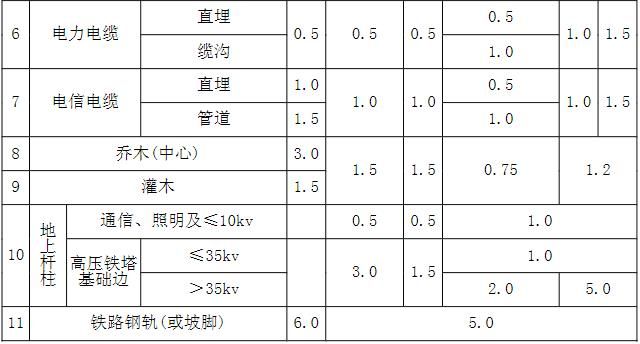 6 电力电缆 直埋 0.5 0.5 0.5 0.5 1.0 1.5
缆沟 1.0
7 电信电缆 直埋 1.0 1.0 1.0 0.5 1.0 1.5
管道 1.5 1.0
8 乔木(中心) 3.0 1.5 1.5 0.75 1.2
9 灌木 1.5
10 地上杆柱 通信、照明及≤10kv 0.5 0.5 1.0
高压铁塔基础边 ≤35kv 3.0 1.5 1.0
>35kv 2.0 5.0
11 铁路钢轨(或坡脚) 6.0 5.0